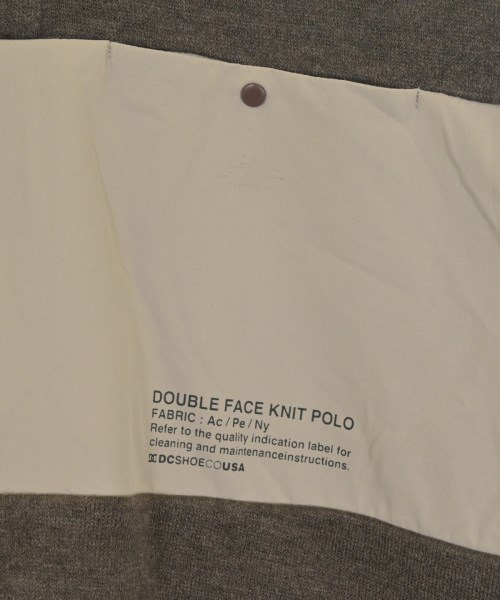 DOUBLE FACE KNIT POLO
FABRIC : Ac / Pe / Ny
Refer to the quality indication label for
cleaning and maintenanceinstructions.
DCSHOECOUSA